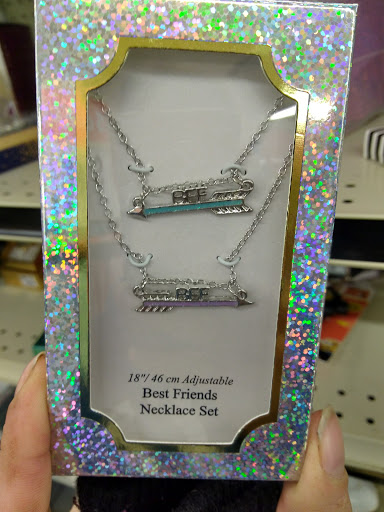 BFF
BFF
18"/ 46 cm Adjustable
Best Friends
Necklace Set